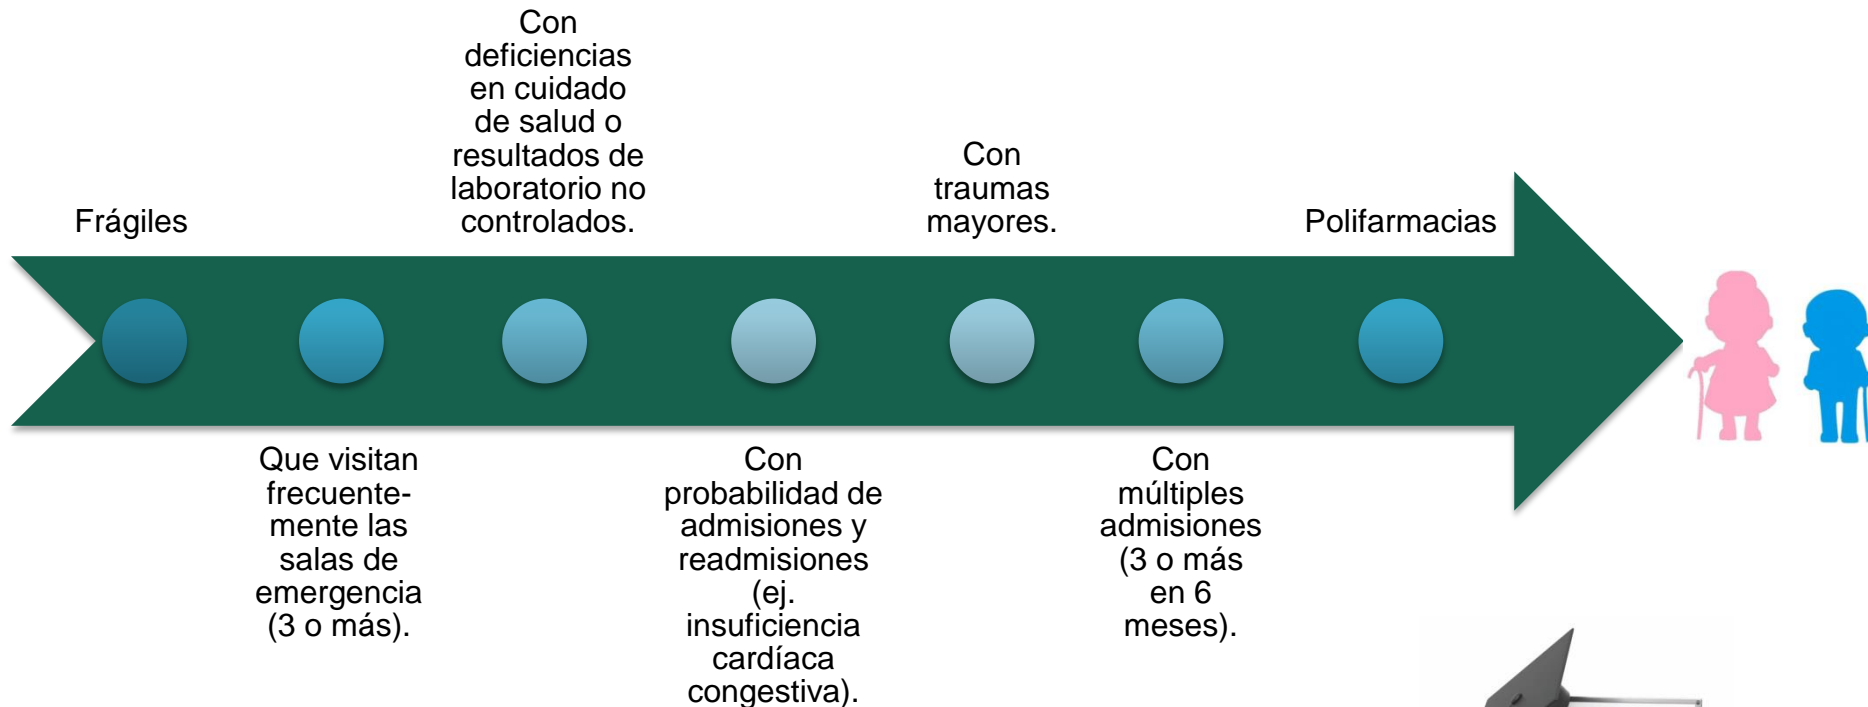 Frágiles
Que visitan
frecuente-
mente las
salas de
emergencia
(3 o más).
Con
deficiencias
en cuidado
de salud o
resultados de
laboratorio no
controlados.
Con
probabilidad de
admisiones y
readmisiones
(ej.
insuficiencia
cardíaca
congestiva).
Con
traumas
mayores.
Con
múltiples
admisiones
(3 o más
en 6
meses).
Polifarmacias